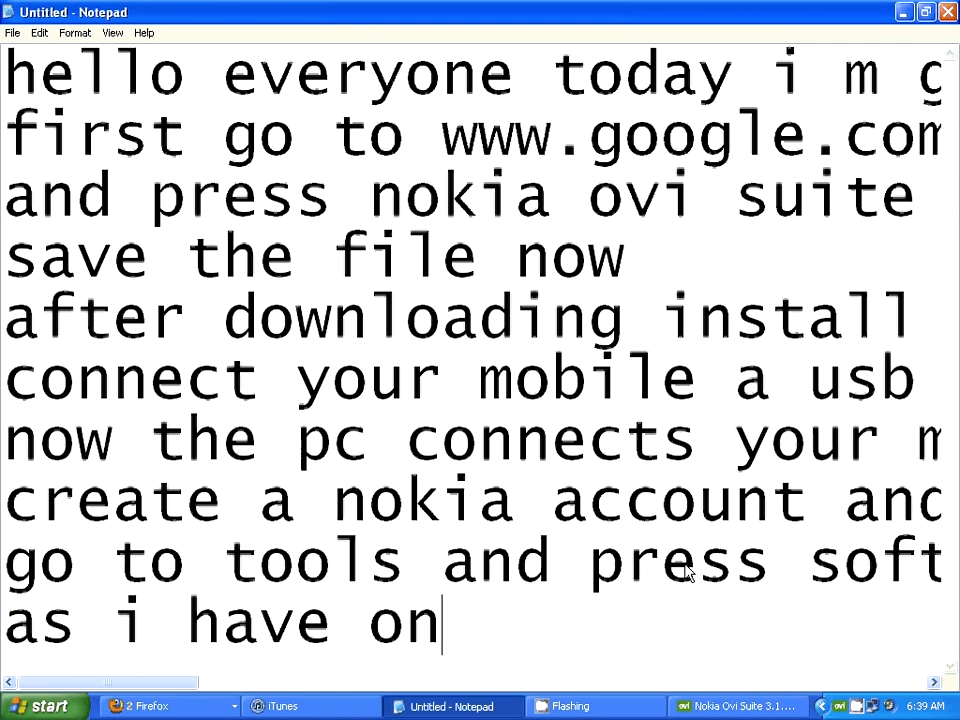 Untitled - Notepad
File Edit Format View Help
hello everyone today i m g
first go to www.google.com
and press nokia ovi suite
save the file now
after downloading install
connect your mobile a usb
now the pc connects your m
create a nokia account and
go to tools and press soft
as i have on
start 2 Firefox iTunes Untitled - Notepad Flashing ovi Nokia Ovi Suite 3.1.... ovi 6:39 AM